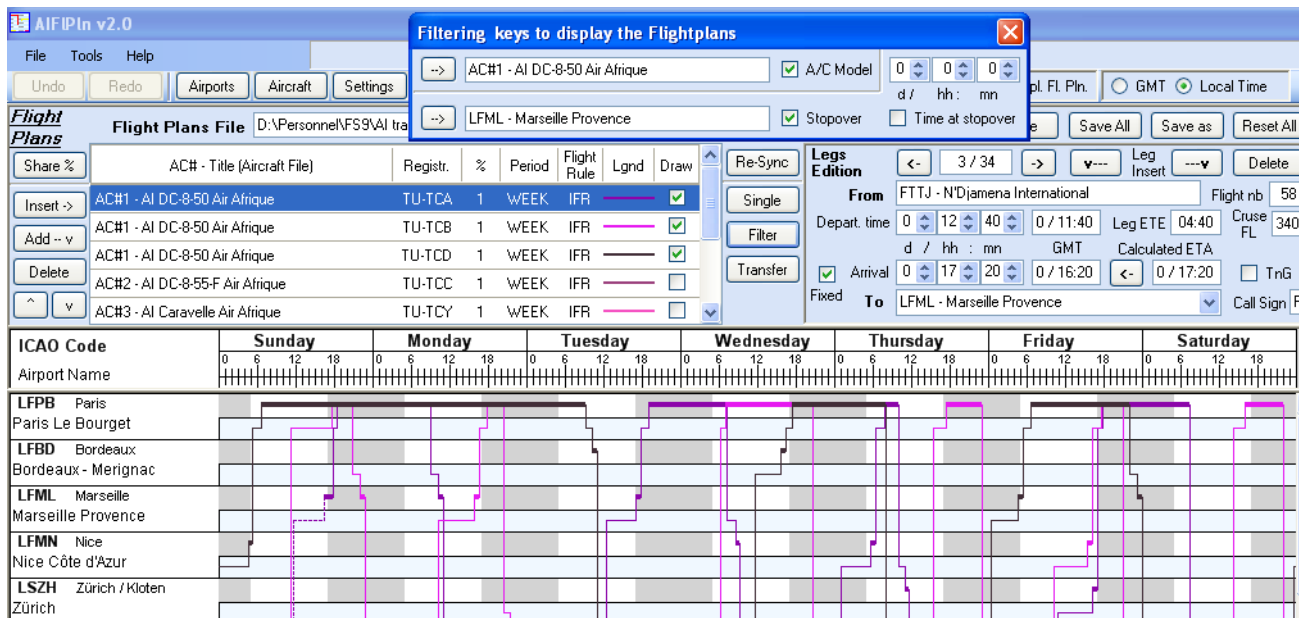 AIFlPln v2.0
File Tools Help
Undo Redo Airports Aircraft Settings
Filtering keys to display the Flightplans
--> AC#1 - AI DC-8-50 Air Afrique A/C Model 0 0 0
d / hh : mn
--> LFML - Marseille Provence Stopover Time at stopover
pl. Fl. Pln. GMT Local Time
Flight Plans
Flight Plans File D:\Personnel\FS9\AI tra
e Save All Save as Reset All
Share % AC# - Title (Aircraft File) Registr. % Period Flight Rule Lgnd Draw
Insert -> AC#1 - AI DC-8-50 Air Afrique TU-TCA 1 WEEK IFR
Add -- v AC#1 - AI DC-8-50 Air Afrique TU-TCB 1 WEEK IFR
AC#1 - AI DC-8-50 Air Afrique TU-TCD 1 WEEK IFR
Delete AC#2 - AI DC-8-55-F Air Afrique TU-TCC 1 WEEK IFR
^ v AC#3 - AI Caravelle Air Afrique TU-TCY 1 WEEK IFR
Re-Sync
Single
Filter
Transfer
Legs Edition <- 3 / 34 -> v--- Leg Insert ---v Delete
From FTTJ - N'Djamena International Flight nb 58
Depart. time 0 12 40 0 / 11:40 Leg ETE 04:40 Cruse FL 340
d / hh : mn GMT Calculated ETA
Arrival 0 17 20 0 / 16:20 <- 0 / 17:20 TnG
Fixed To LFML - Marseille Provence Call Sign
ICAO Code Sunday Monday Tuesday Wednesday Thursday Friday Saturday
0 6 12 18 0 6 12 18 0 6 12 18 0 6 12 18 0 6 12 18 0 6 12 18 0 6 12 18
Airport Name
LFPB Paris
Paris Le Bourget
LFBD Bordeaux
Bordeaux - Merignac
LFML Marseille
Marseille Provence
LFMN Nice
Nice Côte d'Azur
LSZH Zürich / Kloten
Zürich